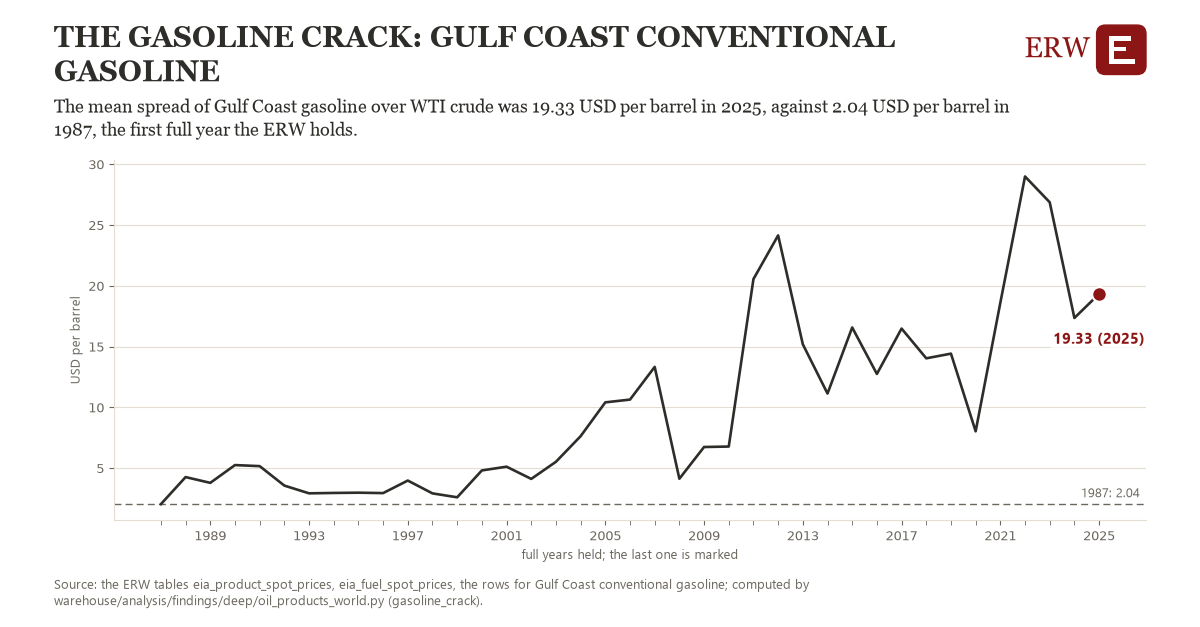 THE GASOLINE CRACK: GULF COAST CONVENTIONAL
GASOLINE
ERW E
The mean spread of Gulf Coast gasoline over WTI crude was 19.33 USD per barrel in 2025, against 2.04 USD per barrel in
1987, the first full year the ERW holds.
30
25
20
15
10
5
USD per barrel
19.33 (2025)
1987: 2.04
1989 1993 1997 2001 2005 2009 2013 2017 2021 2025
full years held; the last one is marked
Source: the ERW tables eia_product_spot_prices, eia_fuel_spot_prices, the rows for Gulf Coast conventional gasoline; computed by
warehouse/analysis/findings/deep/oil_products_world.py (gasoline_crack).